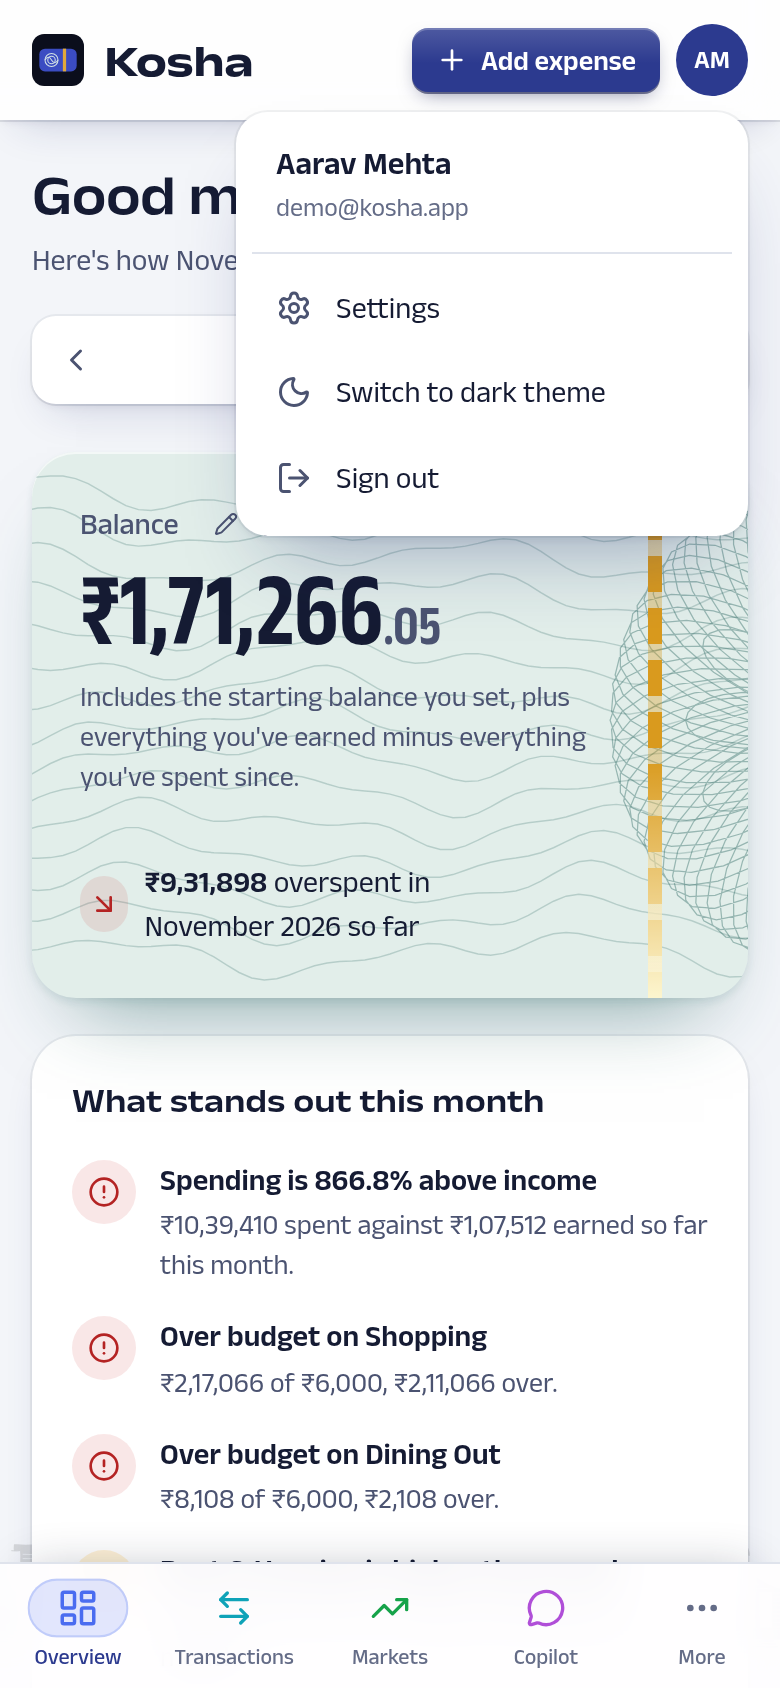 Kosha
Add expense
AM
Aarav Mehta
demo@kosha.app
Good m
Here's how Nove
Settings
Switch to dark theme
Sign out
Balance
₹1,71,266.05
Includes the starting balance you set, plus
everything you've earned minus everything
you've spent since.
₹9,31,898 overspent in
November 2026 so far
What stands out this month
Spending is 866.8% above income
₹10,39,410 spent against ₹1,07,512 earned so far
this month.
Over budget on Shopping
₹2,17,066 of ₹6,000, ₹2,11,066 over.
Over budget on Dining Out
₹8,108 of ₹6,000, ₹2,108 over.
Overview
Transactions
Markets
Copilot
More